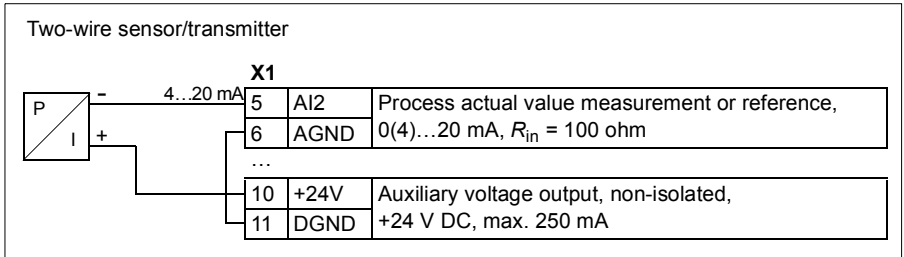 Two-wire sensor/transmitter
X1
P
I
-
+
4…20 mA
5 AI2 Process actual value measurement or reference,
6 AGND 0(4)…20 mA, Rin = 100 ohm
…
10 +24V Auxiliary voltage output, non-isolated,
11 DGND +24 V DC, max. 250 mA